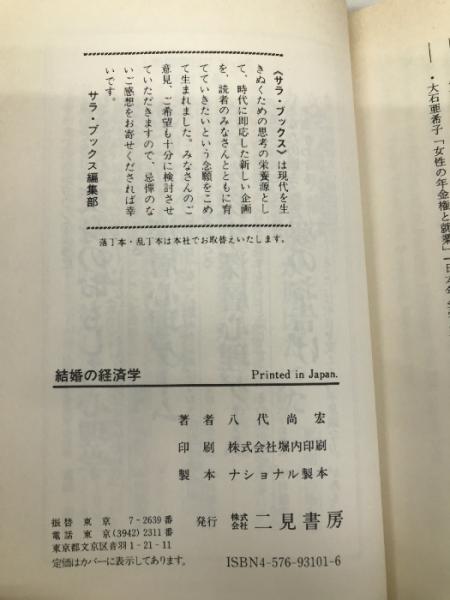 《サラ・ブックス》は現代を生
きぬくための思考の栄養源とし
て、時代に即応した新しい企画
を、読者のみなさんとともに育
てていきたいという念願をこめ
て生まれました。みなさんのご
意見、ご希望も十分に検討させ
ていただきますので、忌憚のな
いご感想をお寄せくだされば幸
いです。
サラ・ブックス編集部
落丁本・乱丁本は本社でお取替えいたします。
結婚の経済学 Printed in Japan.
著者 八代尚宏
印刷 株式会社堀内印刷
製本 ナショナル製本
発行 株式会社 二見書房
振替 東京 7-2639番
電話 東京(3942)2311番
東京都文京区音羽1-21-11
定価はカバーに表示してあります。
ISBN4-576-93101-6
・大石亜希子「女性の年金権と就業」